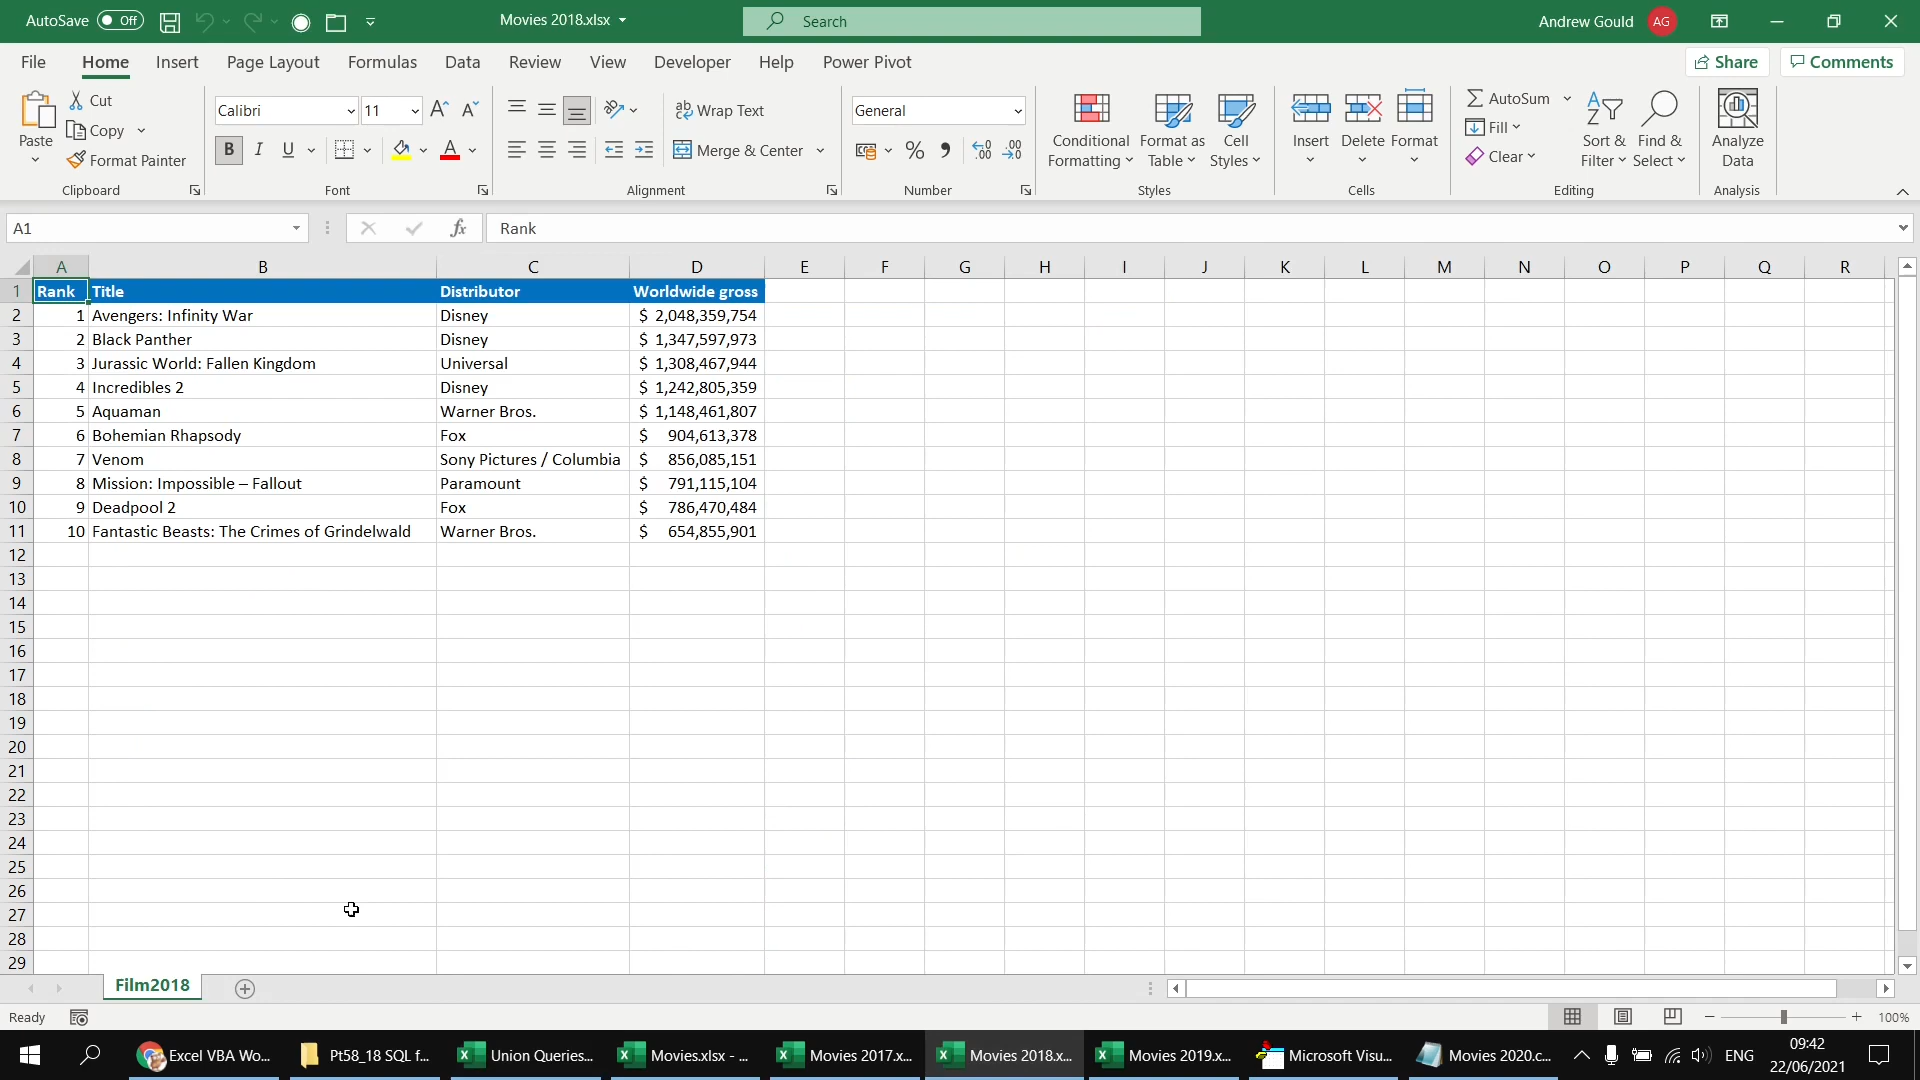 AutoSave Off Movies 2018.xlsx Search Andrew Gould AG
File Home Insert Page Layout Formulas Data Review View Developer Help Power Pivot Share Comments
Paste Cut Copy Format Painter Clipboard
Calibri 11 B I U A Font
Wrap Text Merge & Center Alignment
General % Number
Conditional Formatting Format as Table Cell Styles Styles
Insert Delete Format Cells
AutoSum Fill Clear Sort & Filter Find & Select Editing
Analyze Data Analysis
A1 fx Rank
A B C D E F G H I J K L M N O P Q R
1 Rank Title Distributor Worldwide gross
2 1 Avengers: Infinity War Disney $ 2,048,359,754
3 2 Black Panther Disney $ 1,347,597,973
4 3 Jurassic World: Fallen Kingdom Universal $ 1,308,467,944
5 4 Incredibles 2 Disney $ 1,242,805,359
6 5 Aquaman Warner Bros. $ 1,148,461,807
7 6 Bohemian Rhapsody Fox $ 904,613,378
8 7 Venom Sony Pictures / Columbia $ 856,085,151
9 8 Mission: Impossible – Fallout Paramount $ 791,115,104
10 9 Deadpool 2 Fox $ 786,470,484
11 10 Fantastic Beasts: The Crimes of Grindelwald Warner Bros. $ 654,855,901
12
13
14
15
16
17
18
19
20
21
22
23
24
25
26
27
28
29
Film2018
Ready 100%
Excel VBA Wo... Pt58_18 SQL f... Union Queries... Movies.xlsx - ... Movies 2017.x... Movies 2018.x... Movies 2019.x... Microsoft Visu... Movies 2020.c... ENG 09:42
22/06/2021